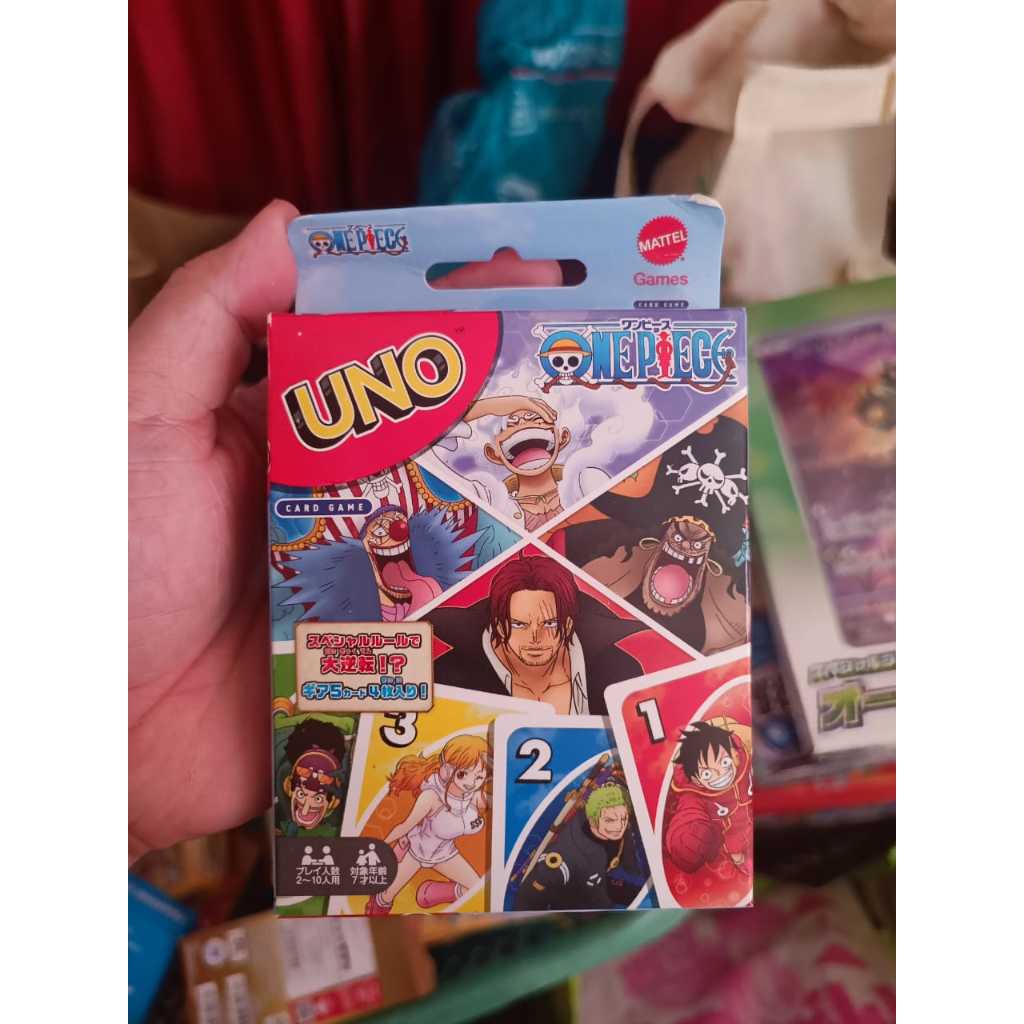 ONE PIECE
MATTEL
Games
CARD GAME
UNO™
ワンピース
ONE PIECE
CARD GAME
スペシャルルールで
大逆転!?
ギア5カード4枚入り!
3
2
1
プレイ人数
2〜10人用
対象年齢
7才以上